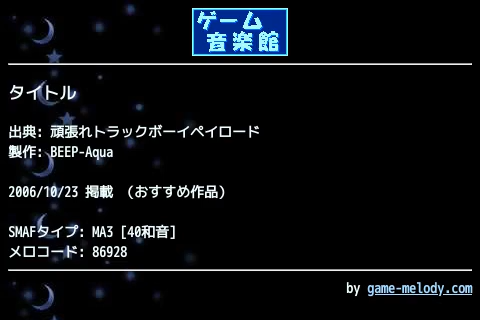 ゲーム
音楽館
タイトル
出典: 頑張れトラックボーイペイロード
製作: BEEP-Aqua
2006/10/23 掲載 (おすすめ作品)
SMAFタイプ: MA3 [40和音]
メロコード: 86928
by game-melody.com